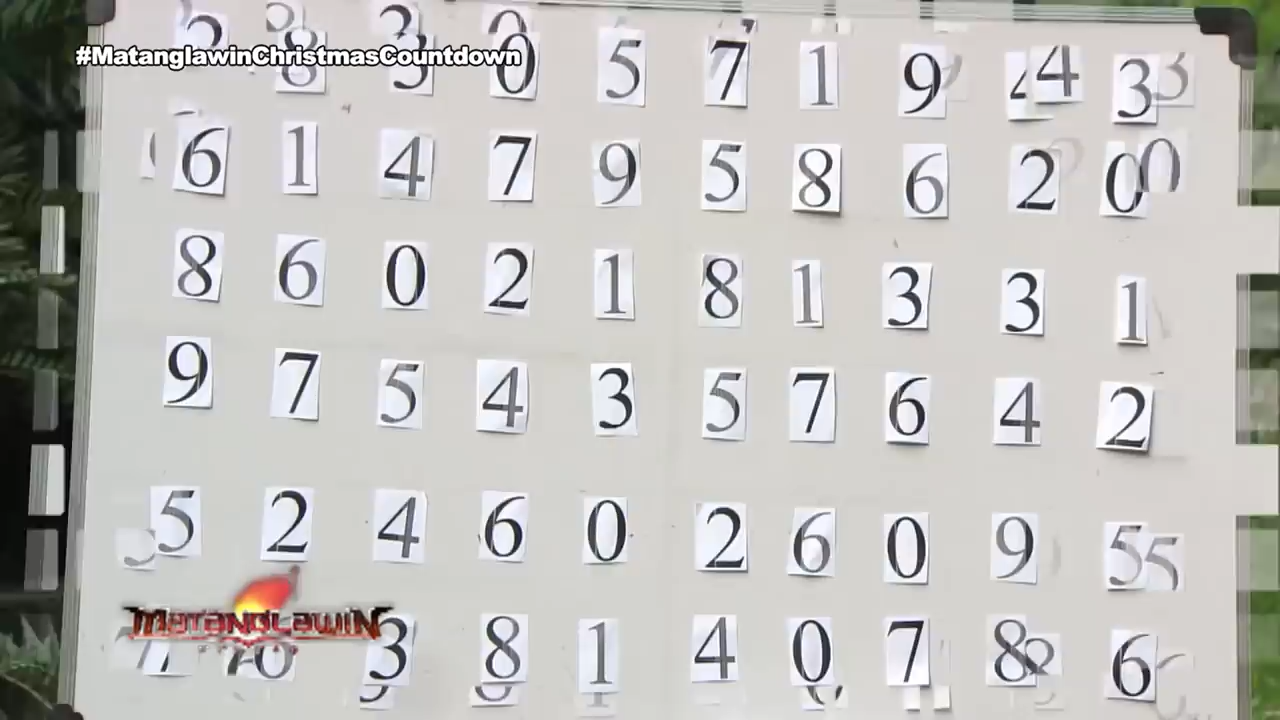 #MatanglawinChristmasCountdown
2 8 3 0 5 7 1 9 4 3
6 1 4 7 9 5 8 6 2 0
8 6 0 2 1 8 1 3 3 1
9 7 5 4 3 5 7 6 4 2
5 2 4 6 0 2 6 0 9 5
MATANGLAWIN
3 8 1 4 0 7 8 6